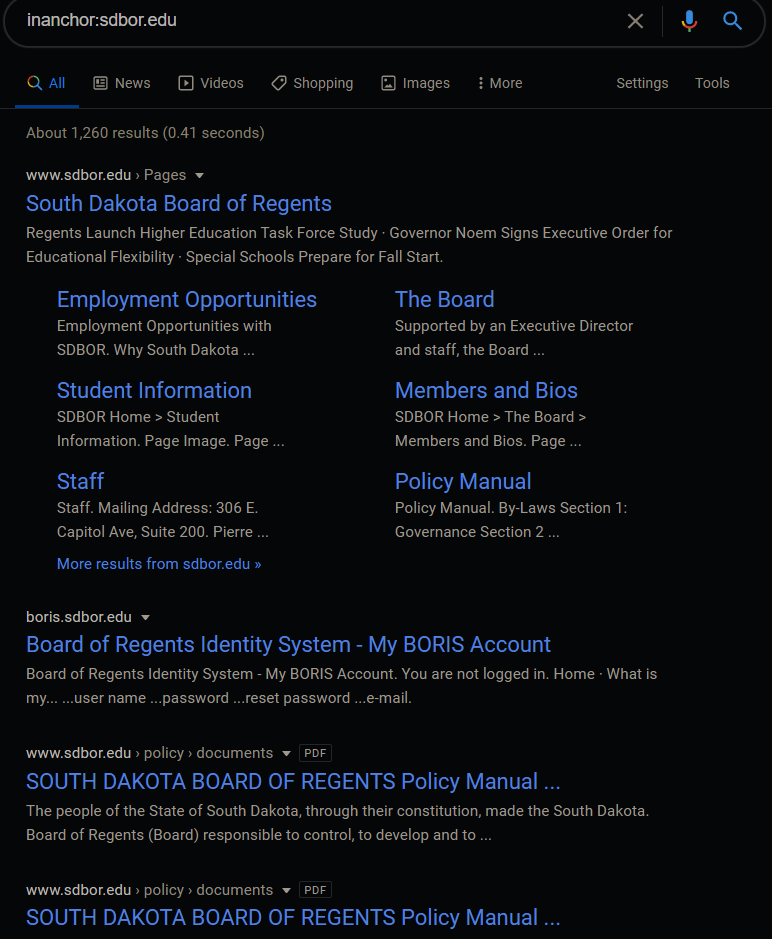 inanchor:sdbor.edu
All News Videos Shopping Images More Settings Tools
About 1,260 results (0.41 seconds)
www.sdbor.edu › Pages
South Dakota Board of Regents
Regents Launch Higher Education Task Force Study · Governor Noem Signs Executive Order for
Educational Flexibility · Special Schools Prepare for Fall Start.
Employment Opportunities
Employment Opportunities with
SDBOR. Why South Dakota ...
The Board
Supported by an Executive Director
and staff, the Board ...
Student Information
SDBOR Home > Student
Information. Page Image. Page ...
Members and Bios
SDBOR Home > The Board >
Members and Bios. Page ...
Staff
Staff. Mailing Address: 306 E.
Capitol Ave, Suite 200. Pierre ...
Policy Manual
Policy Manual. By-Laws Section 1:
Governance Section 2 ...
More results from sdbor.edu »
boris.sdbor.edu
Board of Regents Identity System - My BORIS Account
Board of Regents Identity System - My BORIS Account. You are not logged in. Home · What is
my... ...user name ...password ...reset password ...e-mail.
www.sdbor.edu › policy › documents PDF
SOUTH DAKOTA BOARD OF REGENTS Policy Manual ...
The people of the State of South Dakota, through their constitution, made the South Dakota.
Board of Regents (Board) responsible to control, to develop and to ...
www.sdbor.edu › policy › documents PDF
SOUTH DAKOTA BOARD OF REGENTS Policy Manual ...